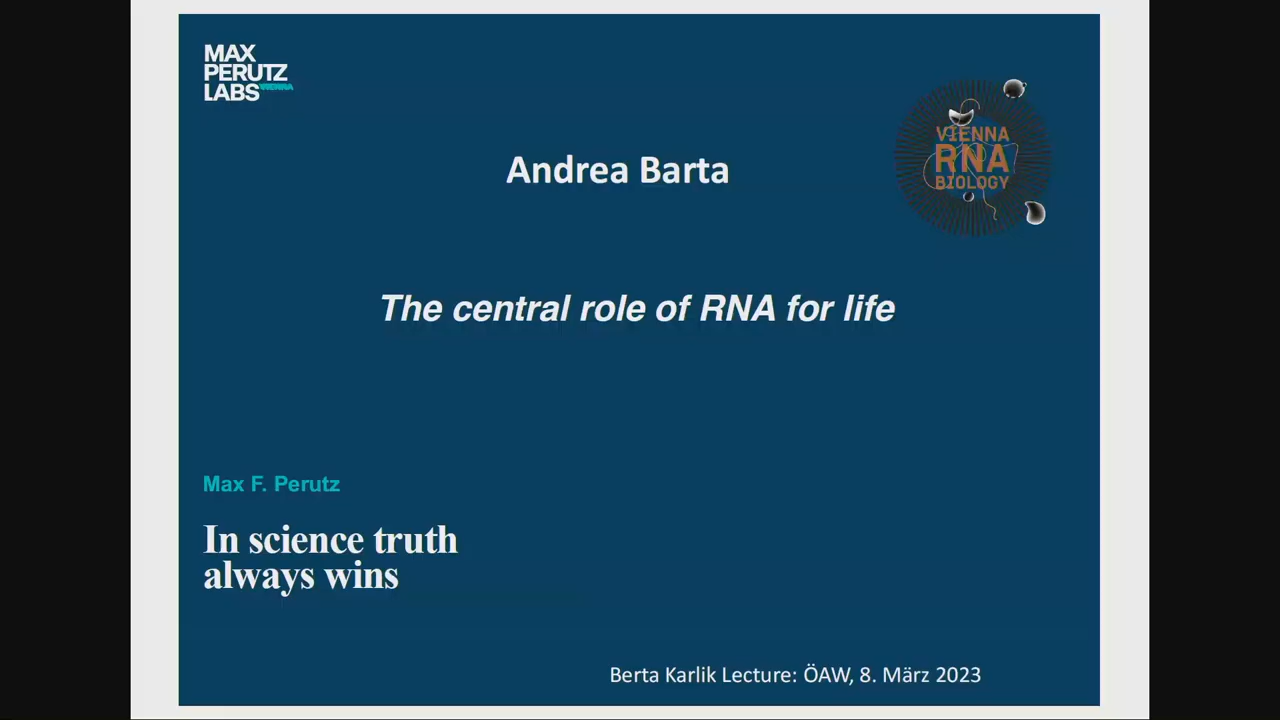 MAX
PERUTZ
LABS VIENNA
VIENNA
RNA
BIOLOGY
Andrea Barta
The central role of RNA for life
Max F. Perutz
In science truth
always wins
Berta Karlik Lecture: ÖAW, 8. März 2023